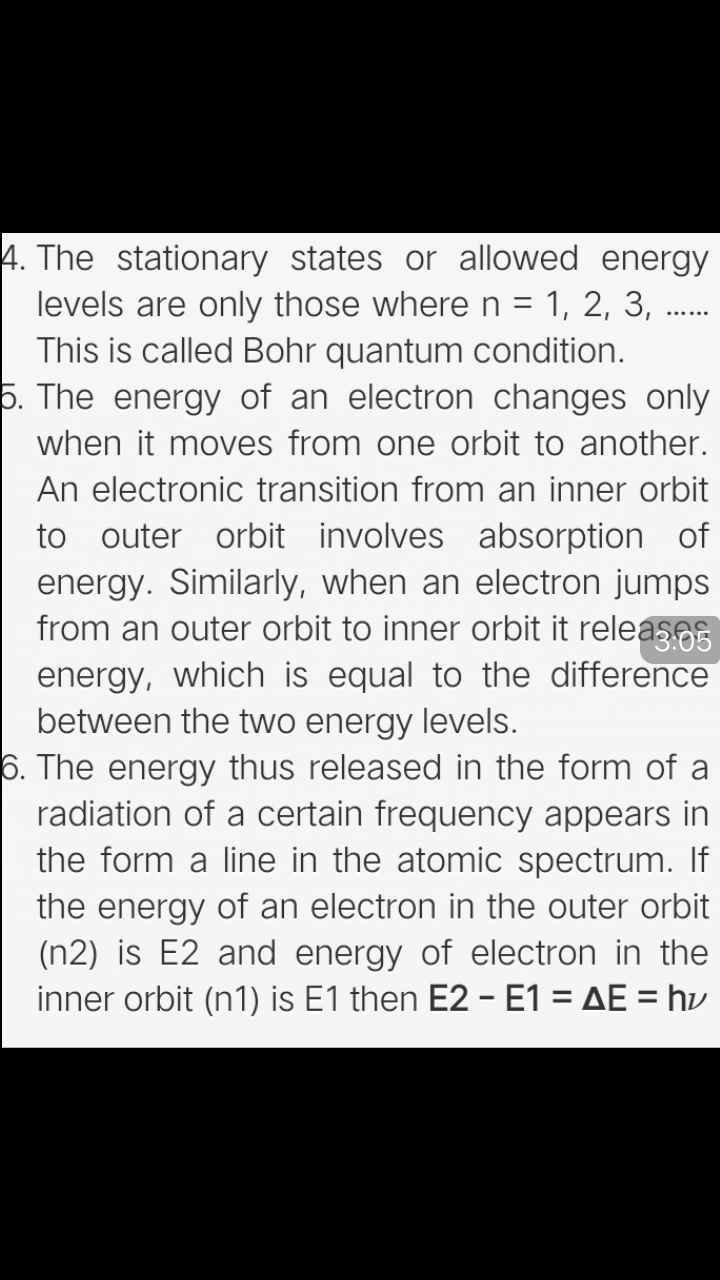 4. The stationary states or allowed energy
levels are only those where n = 1, 2, 3, ......
This is called Bohr quantum condition.
5. The energy of an electron changes only
when it moves from one orbit to another.
An electronic transition from an inner orbit
to outer orbit involves absorption of
energy. Similarly, when an electron jumps
from an outer orbit to inner orbit it releases
3:05
energy, which is equal to the difference
between the two energy levels.
6. The energy thus released in the form of a
radiation of a certain frequency appears in
the form a line in the atomic spectrum. If
the energy of an electron in the outer orbit
(n2) is E2 and energy of electron in the
inner orbit (n1) is E1 then E2 – E1 = ΔE = hν